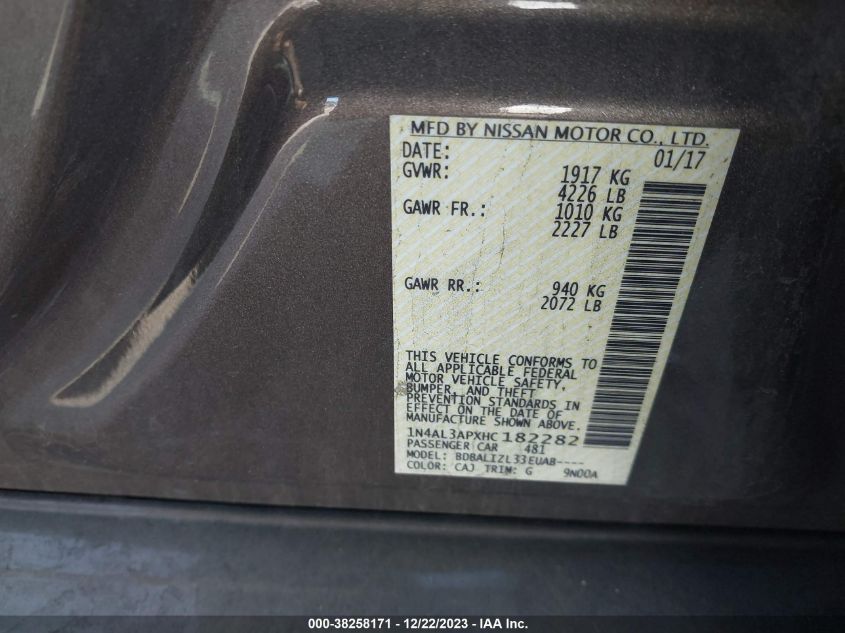 MFD BY NISSAN MOTOR CO., LTD.
DATE: 01/17
GVWR: 1917 KG
4226 LB
GAWR FR.: 1010 KG
2227 LB
GAWR RR.: 940 KG
2072 LB
THIS VEHICLE CONFORMS TO
ALL APPLICABLE FEDERAL
MOTOR VEHICLE SAFETY,
BUMPER, AND THEFT
PREVENTION STANDARDS IN
EFFECT ON THE DATE OF
MANUFACTURE SHOWN ABOVE.
1N4AL3APXHC182282
PASSENGER CAR 481
MODEL: BDBALIZL33EUAB----
COLOR: CAJ TRIM: G 9N00A
000-38258171 - 12/22/2023 - IAA Inc.